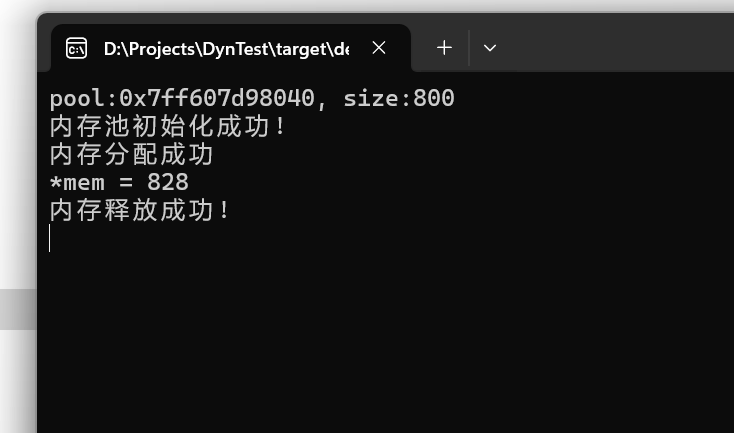 D:\Projects\DynTest\target\de
pool:0x7ff607d98040, size:800
内存池初始化成功!
内存分配成功
*mem = 828
内存释放成功!